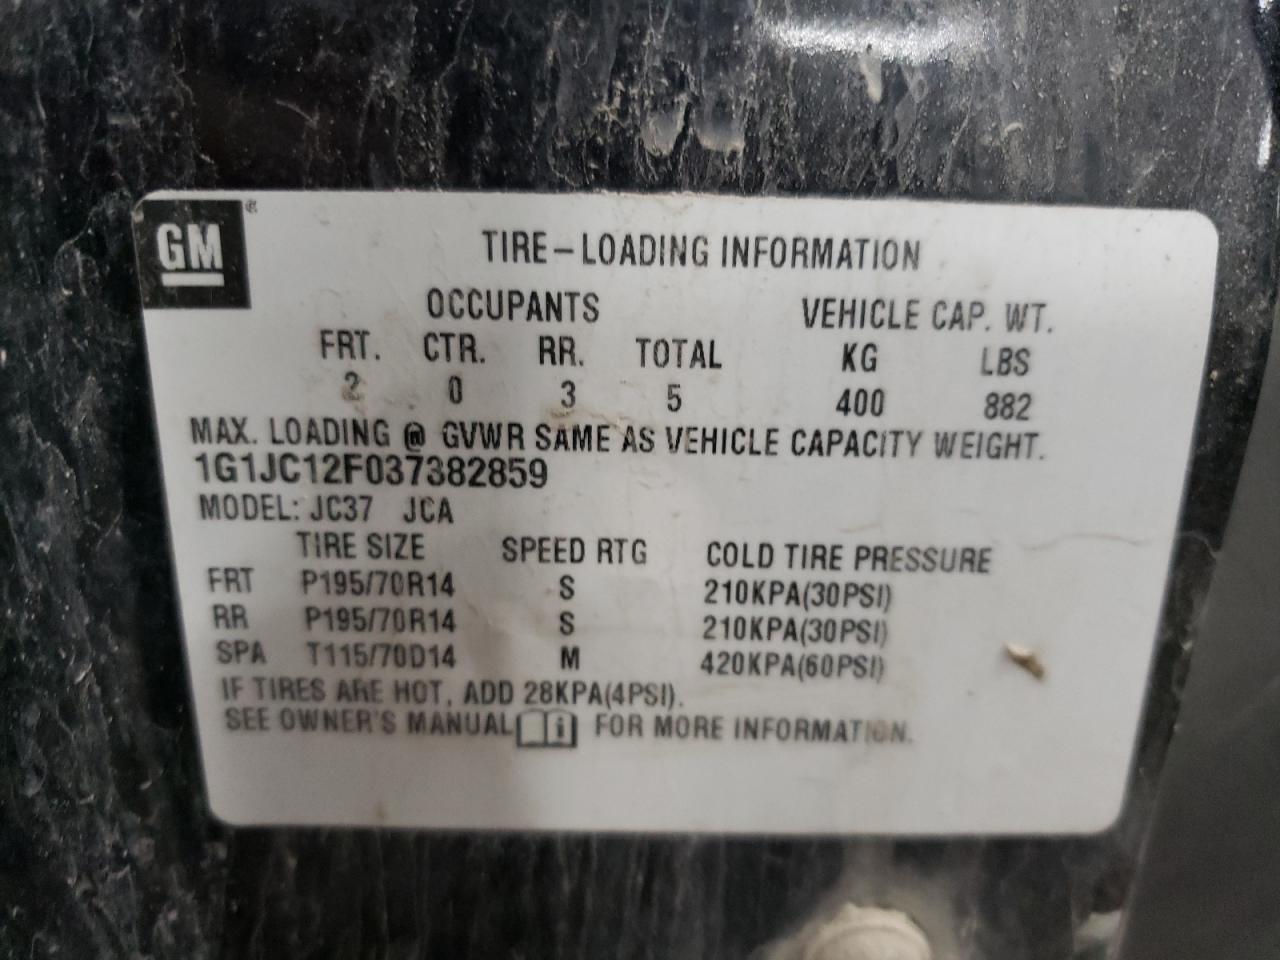 GM®
TIRE–LOADING INFORMATION
OCCUPANTS VEHICLE CAP. WT.
FRT. CTR. RR. TOTAL KG LBS
2 0 3 5 400 882
MAX. LOADING @ GVWR SAME AS VEHICLE CAPACITY WEIGHT.
1G1JC12F037382859
MODEL: JC37 JCA
TIRE SIZE SPEED RTG COLD TIRE PRESSURE
FRT P195/70R14 S 210KPA(30PSI)
RR P195/70R14 S 210KPA(30PSI)
SPA T115/70D14 M 420KPA(60PSI)
IF TIRES ARE HOT, ADD 28KPA(4PSI).
SEE OWNER'S MANUAL i FOR MORE INFORMATION.